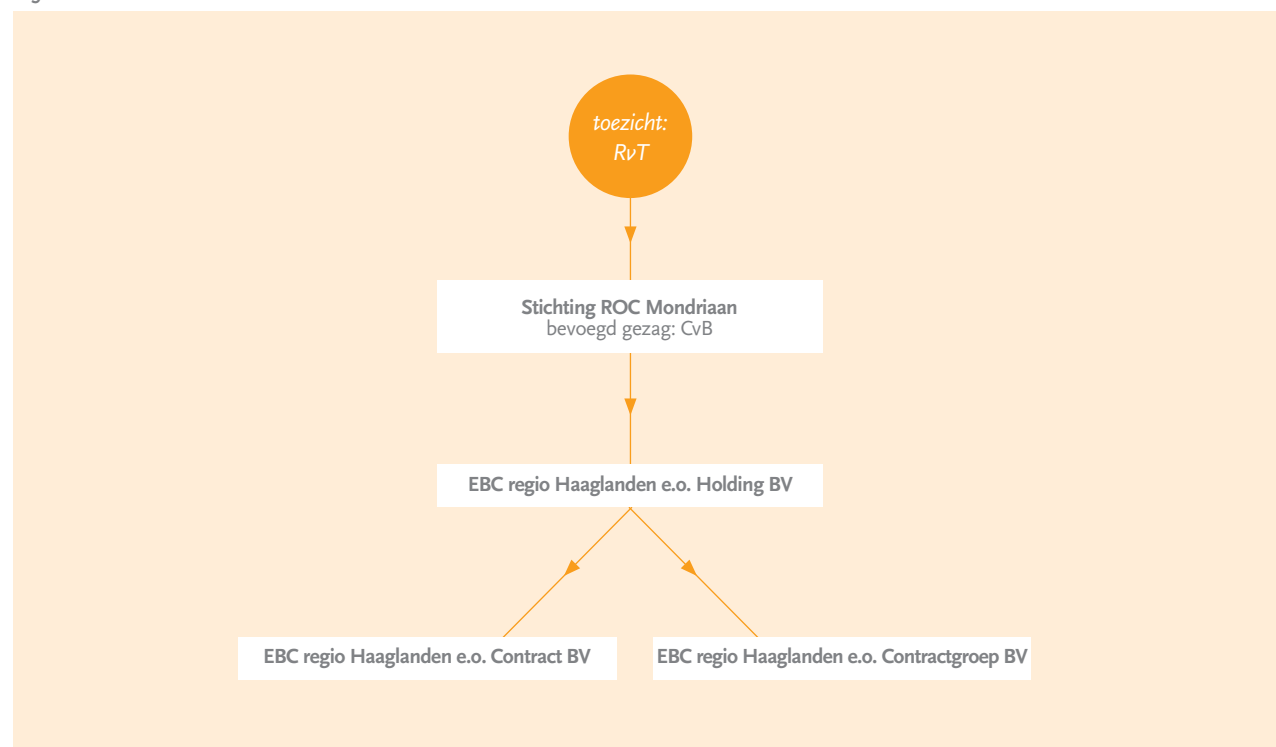 toezicht:
RvT
Stichting ROC Mondriaan
bevoegd gezag: CvB
EBC regio Haaglanden e.o. Holding BV
EBC regio Haaglanden e.o. Contract BV
EBC regio Haaglanden e.o. Contractgroep BV